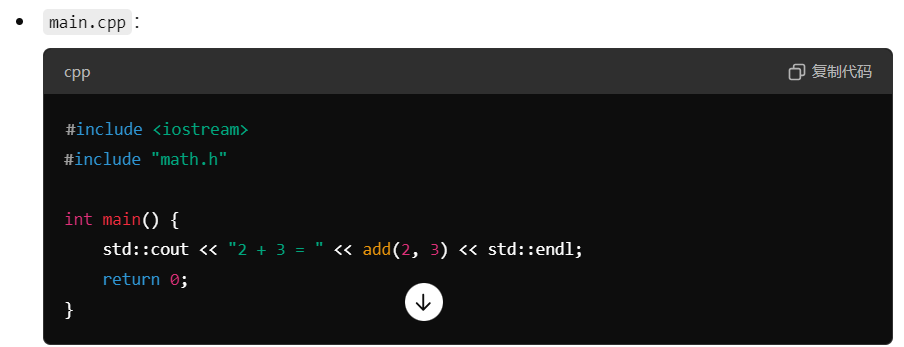 main.cpp:
cpp 复制代码
#include <iostream>
#include "math.h"
int main() {
    std::cout << "2 + 3 = " << add(2, 3) << std::endl;
    return 0;
}